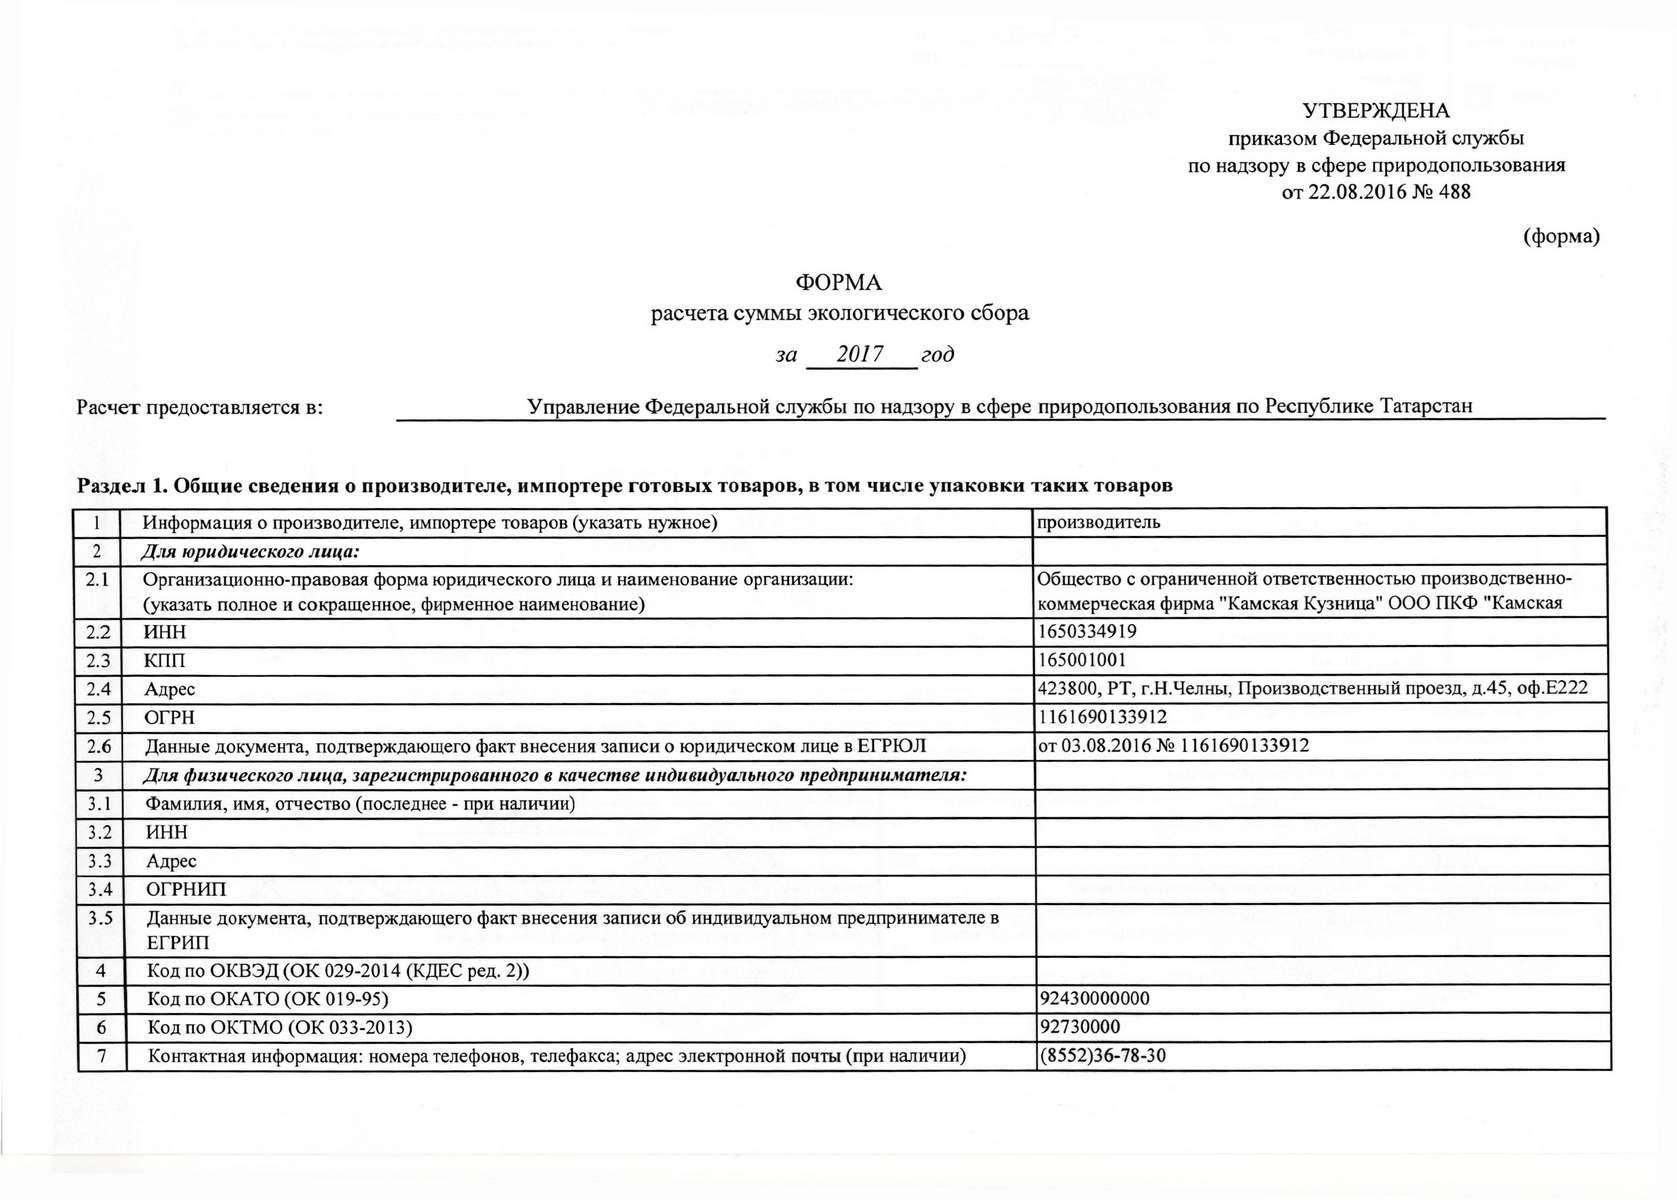 УТВЕРЖДЕНА
приказом Федеральной службы
по надзору в сфере природопользования
от 22.08.2016 № 488
(форма)
ФОРМА
расчета суммы экологического сбора
за 2017 год
Расчет предоставляется в: Управление Федеральной службы по надзору в сфере природопользования по Республике Татарстан
Раздел 1. Общие сведения о производителе, импортере готовых товаров, в том числе упаковки таких товаров
1 Информация о производителе, импортере товаров (указать нужное) производитель
2 Для юридического лица:
2.1 Организационно-правовая форма юридического лица и наименование организации: Общество с ограниченной ответственностью производственно-
(указать полное и сокращенное, фирменное наименование) коммерческая фирма "Камская Кузница" ООО ПКФ "Камская
2.2 ИНН 1650334919
2.3 КПП 165001001
2.4 Адрес 423800, РТ, г.Н.Челны, Производственный проезд, д.45, оф.Е222
2.5 ОГРН 1161690133912
2.6 Данные документа, подтверждающего факт внесения записи о юридическом лице в ЕГРЮЛ от 03.08.2016 № 1161690133912
3 Для физического лица, зарегистрированного в качестве индивидуального предпринимателя:
3.1 Фамилия, имя, отчество (последнее - при наличии)
3.2 ИНН
3.3 Адрес
3.4 ОГРНИП
3.5 Данные документа, подтверждающего факт внесения записи об индивидуальном предпринимателе в
ЕГРИП
4 Код по ОКВЭД (ОК 029-2014 (КДЕС ред. 2))
5 Код по ОКАТО (ОК 019-95) 92430000000
6 Код по ОКТМО (ОК 033-2013) 92730000
7 Контактная информация: номера телефонов, телефакса; адрес электронной почты (при наличии) (8552)36-78-30